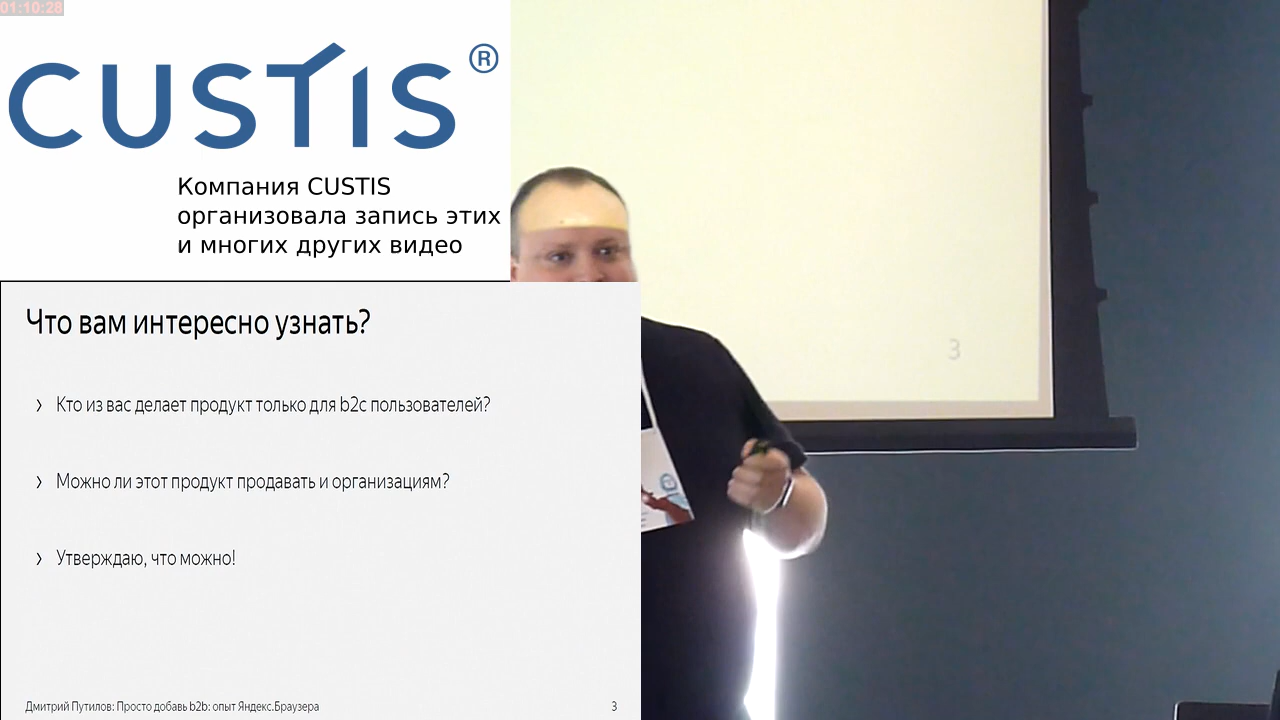 01:10:28
CUSTIS®
Компания CUSTIS
организовала запись этих
и многих других видео
Что вам интересно узнать?
› Кто из вас делает продукт только для b2c пользователей?
› Можно ли этот продукт продавать и организациям?
› Утверждаю, что можно!
Дмитрий Путилов: Просто добавь b2b: опыт Яндекс.Браузера
3
3